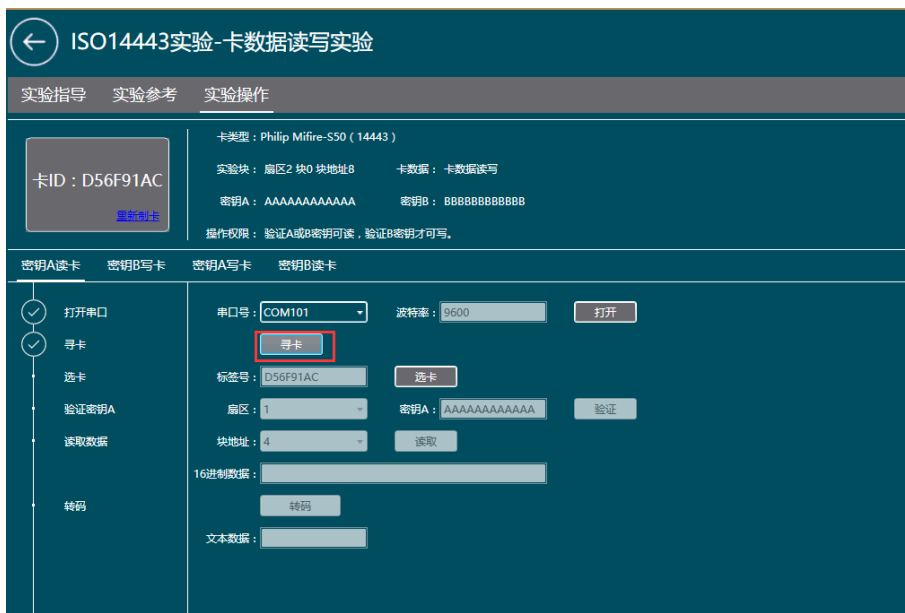 ISO14443实验-卡数据读写实验
实验指导 实验参考 实验操作
卡ID：D56F91AC
重新制卡
卡类型：Philip Mifire-S50 ( 14443 )
实验块： 扇区2 块0 块地址8 卡数据： 卡数据读写
密钥A： AAAAAAAAAAAA 密钥B： BBBBBBBBBBBB
操作权限： 验证A或B密钥可读，验证B密钥才可写。
密钥A读卡 密钥B写卡 密钥A写卡 密钥B读卡
打开串口 串口号：COM101 波特率：9600 打开
寻卡 寻卡
选卡 标签号：D56F91AC 选卡
验证密钥A 扇区：1 密钥A：AAAAAAAAAAAA 验证
读取数据 块地址：4 读取
16进制数据：
转码 转码
文本数据：